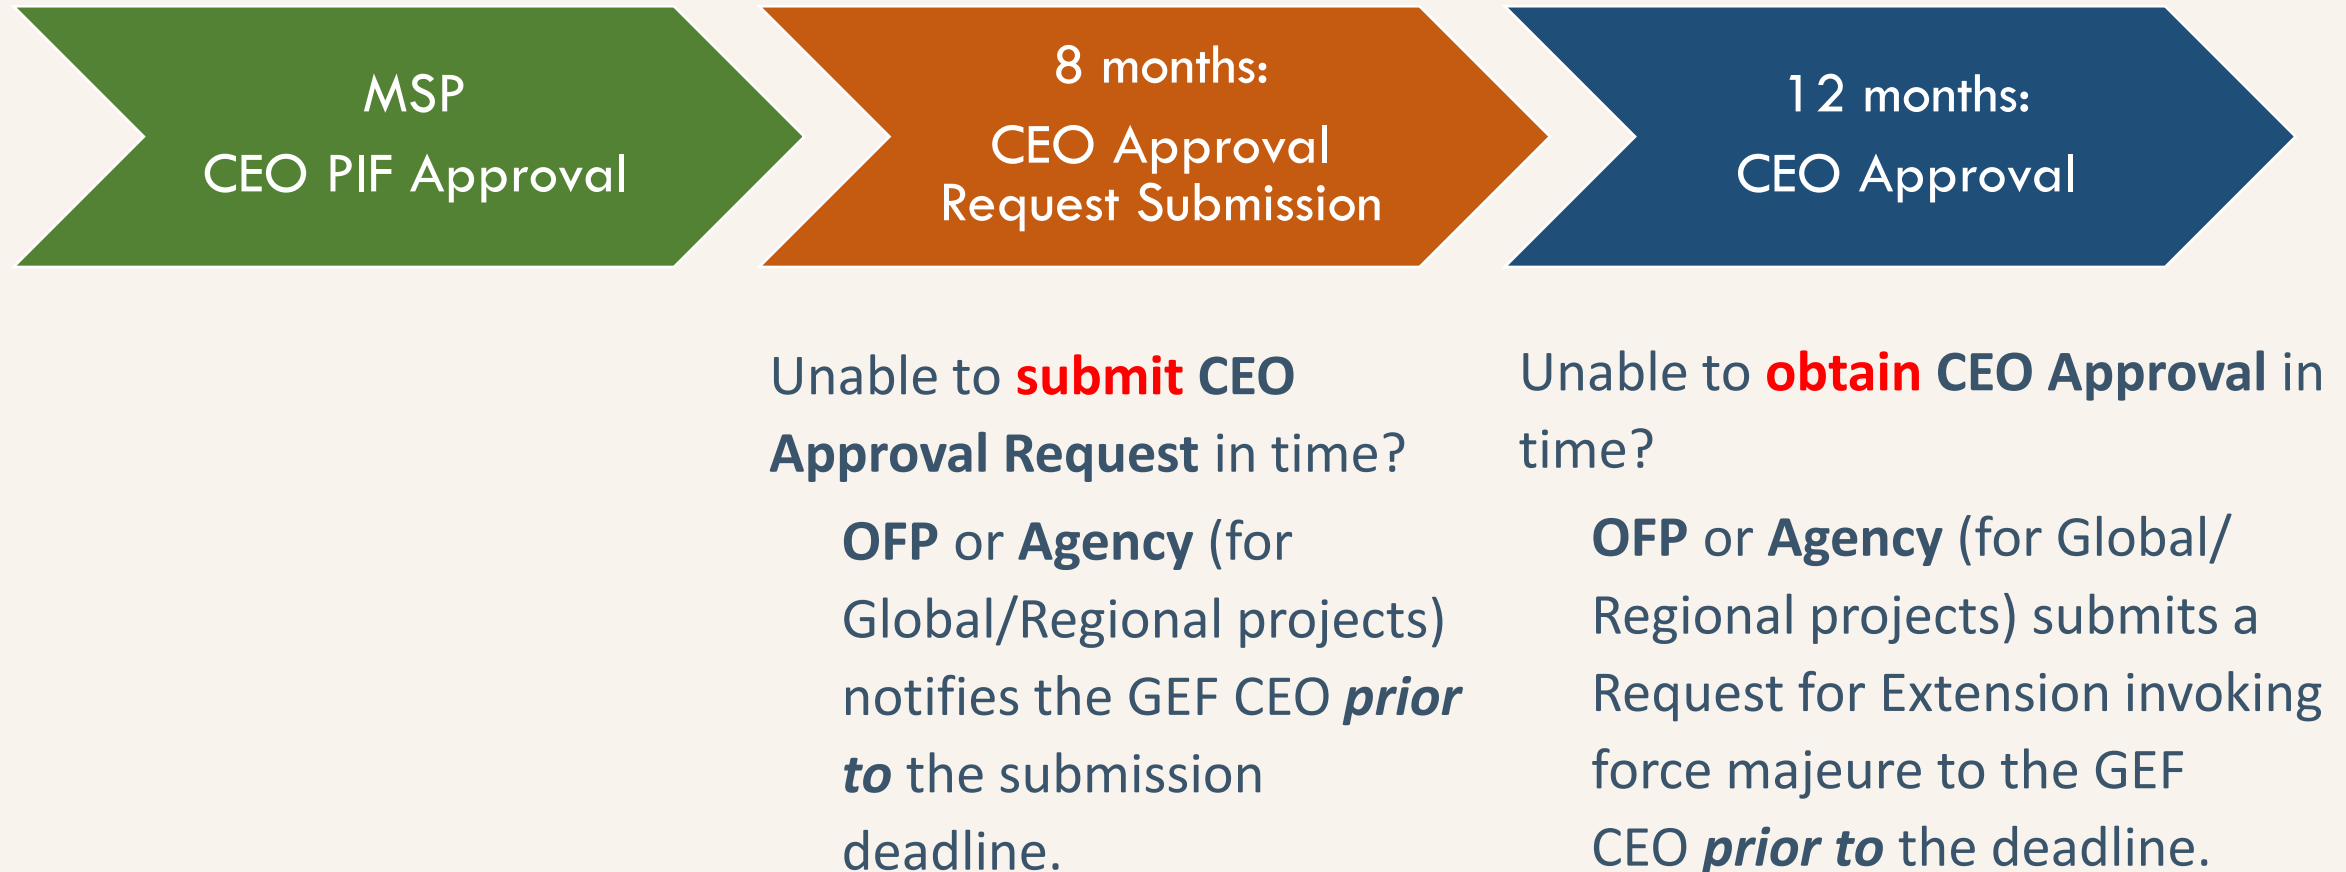 MSP
CEO PIF Approval
8 months:
CEO Approval
Request Submission
12 months:
CEO Approval
Unable to submit CEO
Approval Request in time?
OFP or Agency (for
Global/Regional projects)
notifies the GEF CEO prior
to the submission
deadline.
Unable to obtain CEO Approval in
time?
OFP or Agency (for Global/
Regional projects) submits a
Request for Extension invoking
force majeure to the GEF
CEO prior to the deadline.